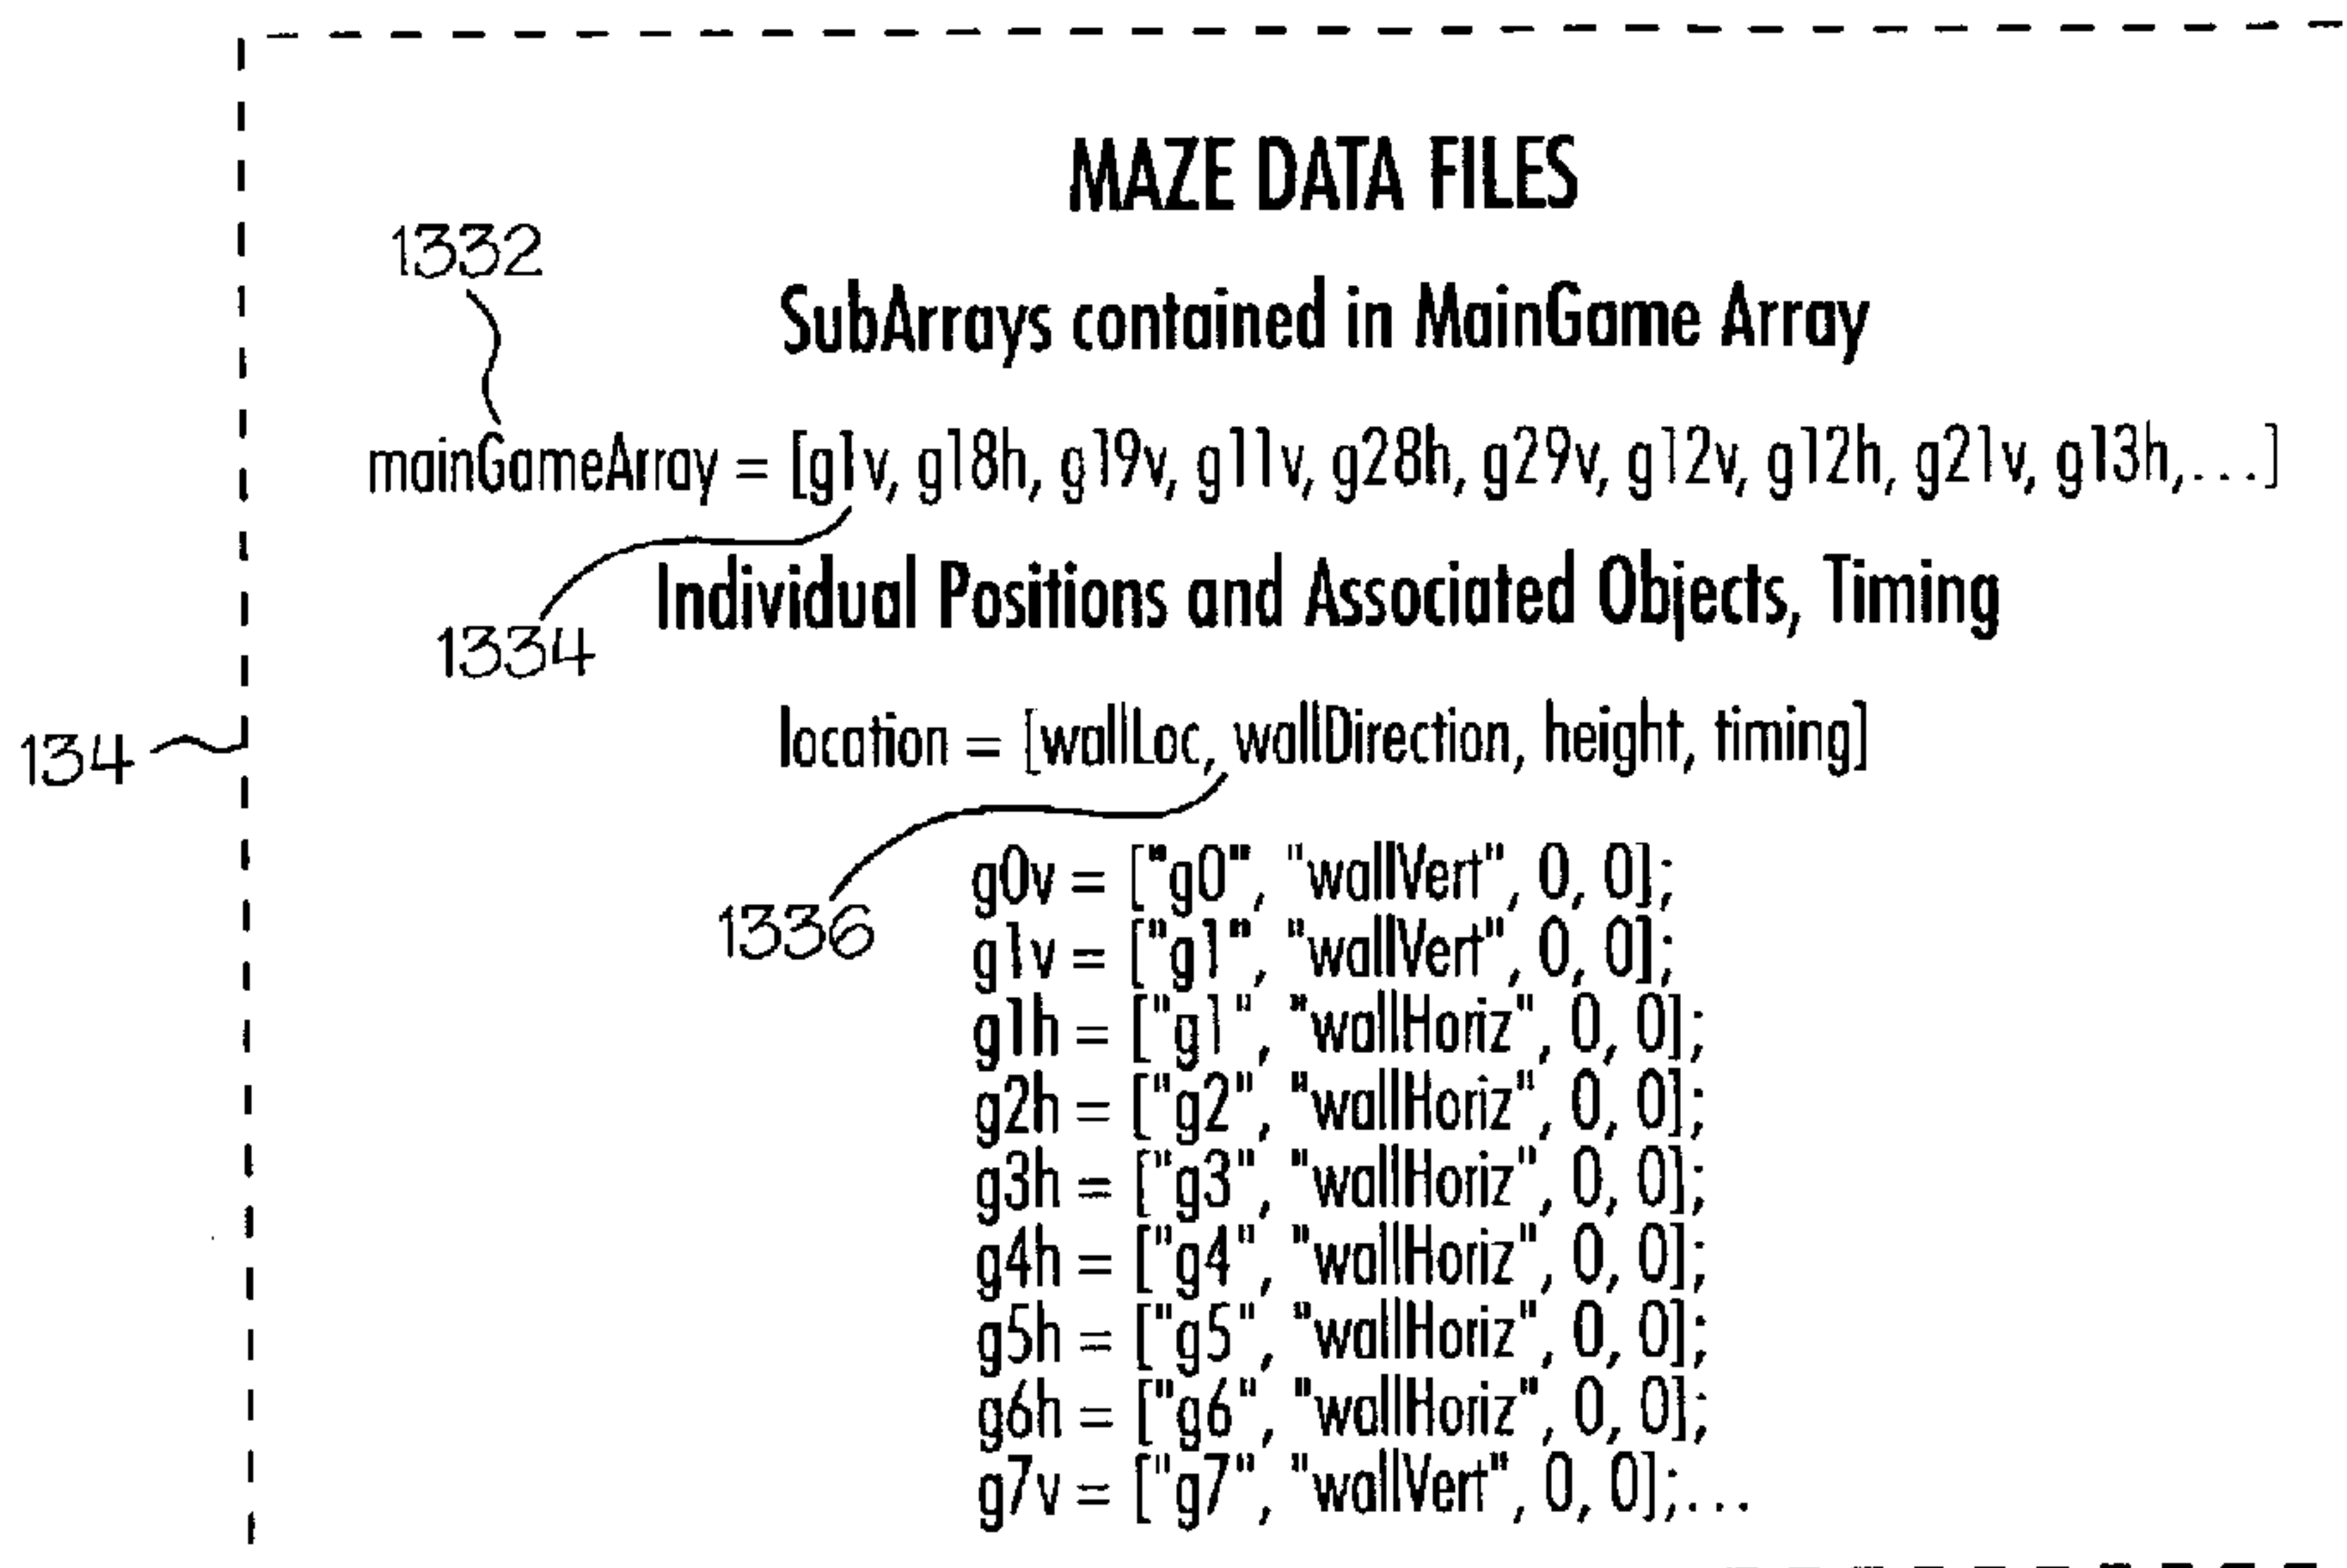 MAZE DATA FILES
1332
SubArrays contained in MainGame Array
mainGameArray = [g1v, g18h, g19v, g11v, g28h, g29v, g12v, g12h, g21v, g13h,...]
Individual Positions and Associated Objects, Timing
1334
location = [wallLoc, wallDirection, height, timing]
134
g0v = ["g0", "wallVert", 0, 0];
1336
g1v = ["g1", "wallVert", 0, 0];
g1h = ["g1", "wallHoriz", 0, 0];
g2h = ["g2", "wallHoriz", 0, 0];
g3h = ["g3", "wallHoriz", 0, 0];
g4h = ["g4", "wallHoriz", 0, 0];
g5h = ["g5", "wallHoriz", 0, 0];
g6h = ["g6", "wallHoriz", 0, 0];
g7v = ["g7", "wallVert", 0, 0];...